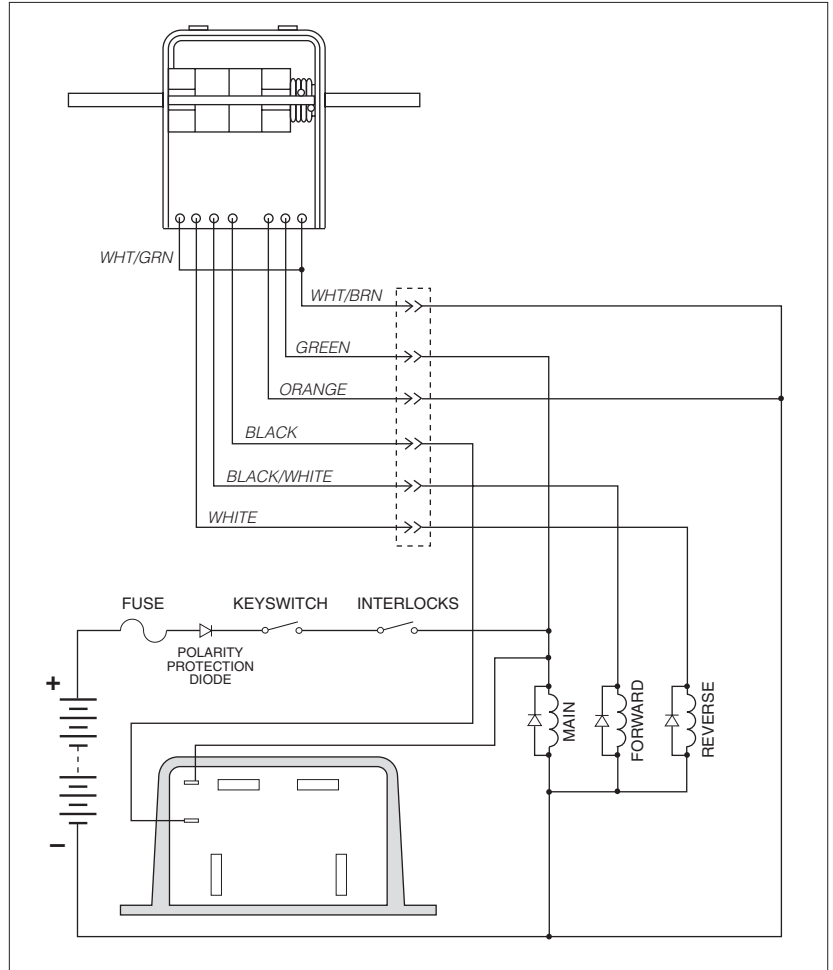 WHT/GRN
WHT/BRN
GREEN
ORANGE
BLACK
BLACK/WHITE
WHITE
FUSE
KEYSWITCH
INTERLOCKS
POLARITY
PROTECTION
DIODE
+
–
MAIN
FORWARD
REVERSE